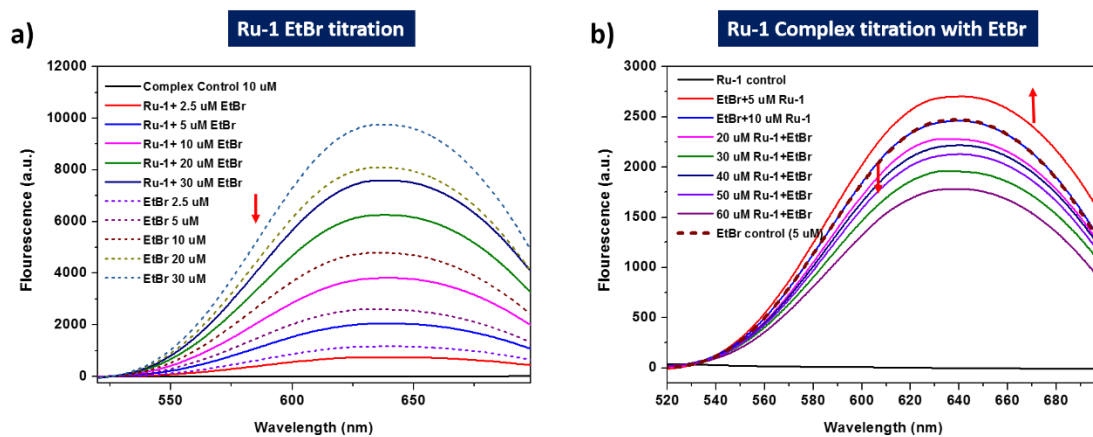 Ru-1 EtBr titration
a)
12000
10000
8000
6000
4000
2000
0
Flourescence (a.u.)
Complex Control 10 uM
Ru-1+ 2.5 uM EtBr
Ru-1+ 5 uM EtBr
Ru-1+ 10 uM EtBr
Ru-1+ 20 uM EtBr
Ru-1+ 30 uM EtBr
EtBr 2.5 uM
EtBr 5 uM
EtBr 10 uM
EtBr 20 uM
EtBr 30 uM
550
600
650
Wavelength (nm)
Ru-1 Complex titration with EtBr
b)
3000
2500
2000
1500
1000
500
0
Flourescence (a.u.)
Ru-1 control
EtBr+5 uM Ru-1
EtBr+10 uM Ru-1
20 uM Ru-1+EtBr
30 uM Ru-1+EtBr
40 uM Ru-1+EtBr
50 uM Ru-1+EtBr
60 uM Ru-1+EtBr
EtBr control (5 uM)
520
540
560
580
600
620
640
660
680
Wavelength (nm)